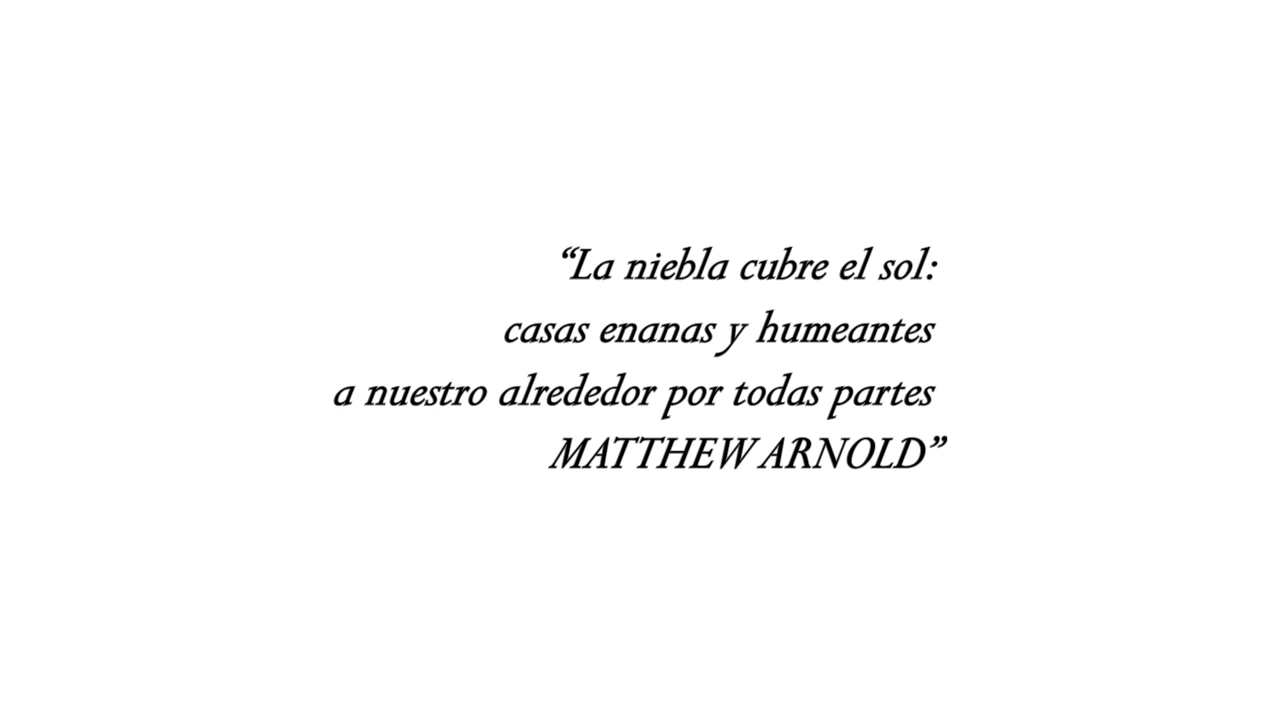 “La niebla cubre el sol:
casas enanas y humeantes
a nuestro alrededor por todas partes
MATTHEW ARNOLD”